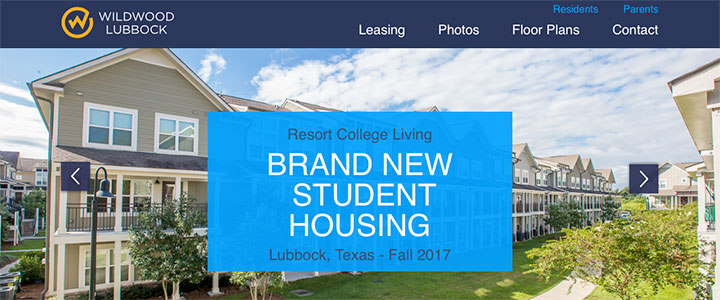 WILDWOOD
LUBBOCK
Residents Parents
Leasing Photos Floor Plans Contact
Resort College Living
BRAND NEW
STUDENT
HOUSING
Lubbock, Texas - Fall 2017